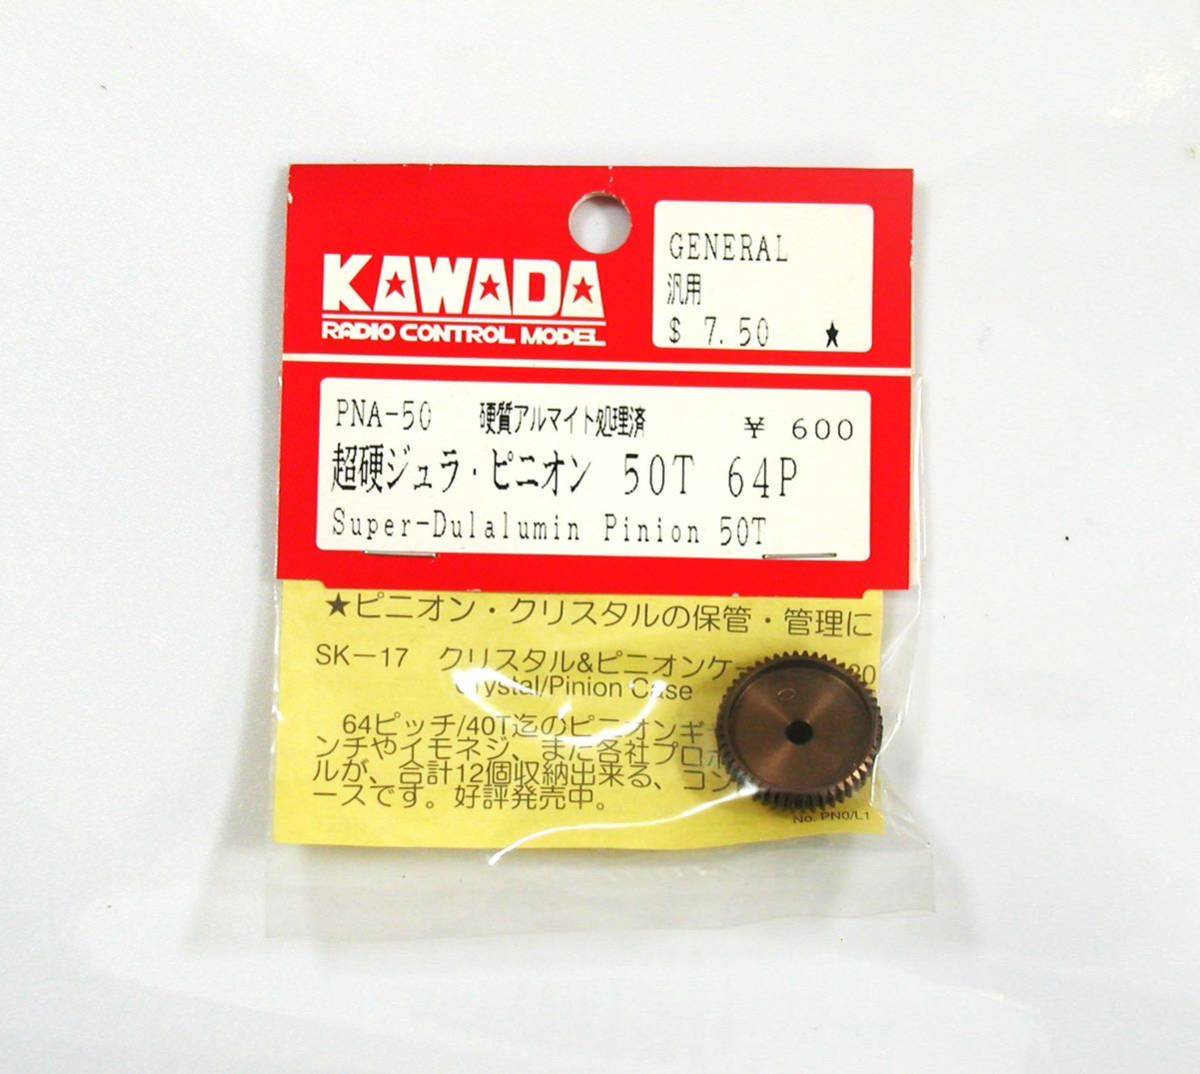 KAWADA
RADIO CONTROL MODEL
GENERAL
汎用
$ 7.50 ★
PNA-50 硬質アルマイト処理済 ¥ 600
超硬ジュラ・ピニオン 50T 64P
Super-Dulalumin Pinion 50T
★ピニオン・クリスタルの保管・管理に
SK-17 クリスタル&ピニオンケー
Crystal/Pinion Case
64ピッチ/40T迄のピニオンギ
ンチやイモネジ、また各社プロポ
ルが、合計12個収納出来る、コン
ースです。好評発売中。
No. PN0/L1